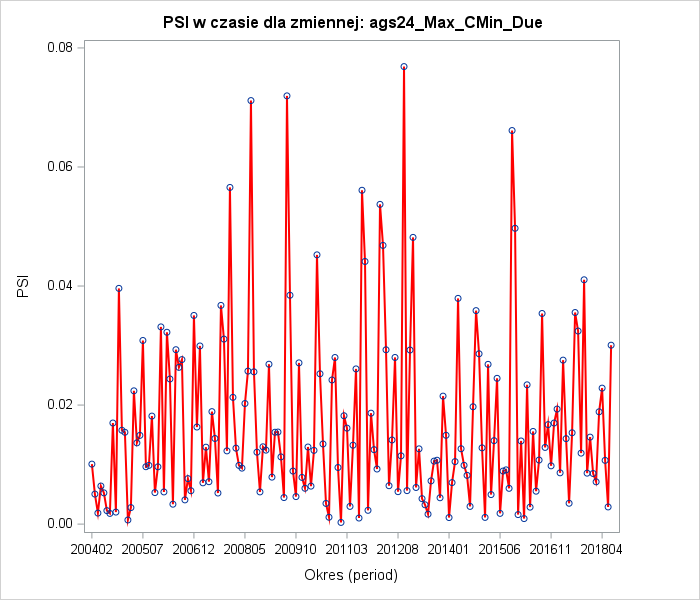 PSI w czasie dla zmiennej: ags24_Max_CMin_Due
0.08
0.06
0.04
0.02
0.00
PSI
200402 200507 200612 200805 200910 201103 201208 201401 201506 201611 201804
Okres (period)